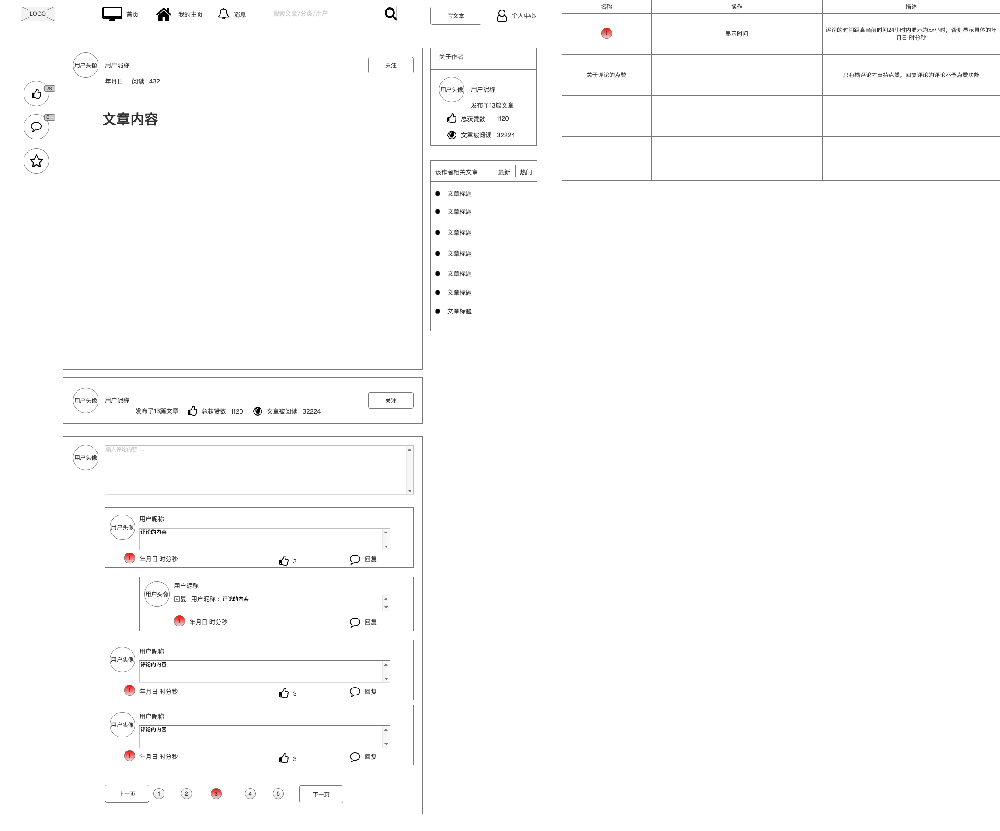 LOGO
首页
我的主页
消息
搜索文章/分类/用户
写文章
个人中心
用户头像
用户昵称
年月日 阅读 432
关注
78
0
文章内容
关于作者
用户头像
用户昵称
发布了13篇文章
总获赞数 1120
文章被阅读 32224
该作者相关文章 最新 热门
文章标题
文章标题
文章标题
文章标题
文章标题
文章标题
文章标题
用户头像
用户昵称
发布了13篇文章 总获赞数 1120 文章被阅读 32224
关注
用户头像
输入评论内容.....
用户头像
用户昵称
评论的内容
1 年月日 时分秒 3 回复
用户头像
用户昵称
回复 用户昵称：
评论的内容
1 年月日 时分秒 回复
用户头像
用户昵称
评论的内容
1 年月日 时分秒 3 回复
用户头像
用户昵称
评论的内容
1 年月日 时分秒 3 回复
上一页 1 2 3 4 5 下一页
名称 操作 描述
1 显示时间
评论的时间距离当前时间24小时内显示为xx小时，否则显示具体的年
月日 时分秒
关于评论的点赞
只有根评论才支持点赞，回复评论的评论不予点赞功能